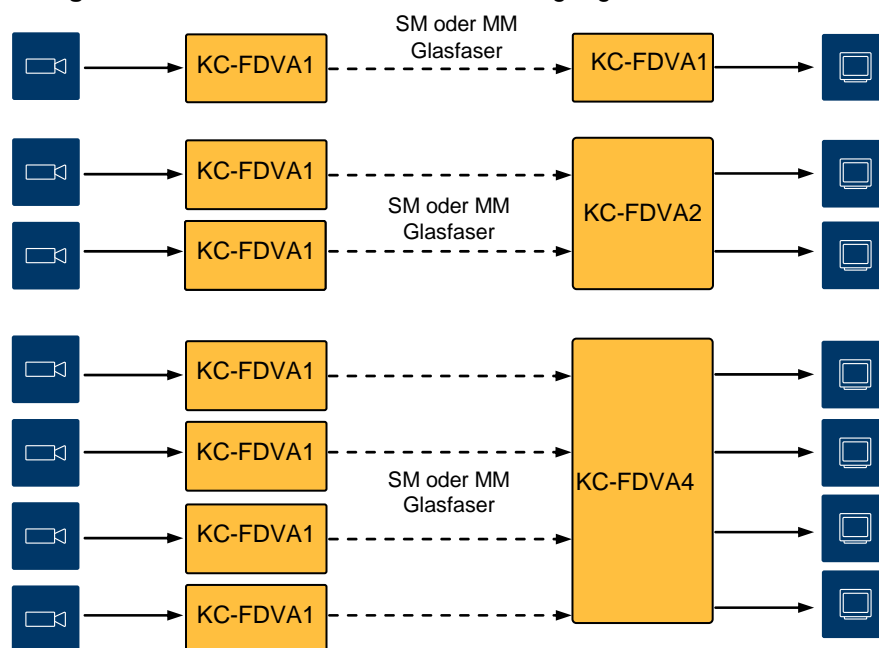 SM oder MM
Glasfaser
KC-FDVA1
KC-FDVA1
KC-FDVA1
SM oder MM
Glasfaser
KC-FDVA2
KC-FDVA1
KC-FDVA1
KC-FDVA1
SM oder MM
Glasfaser
KC-FDVA4
KC-FDVA1
KC-FDVA1